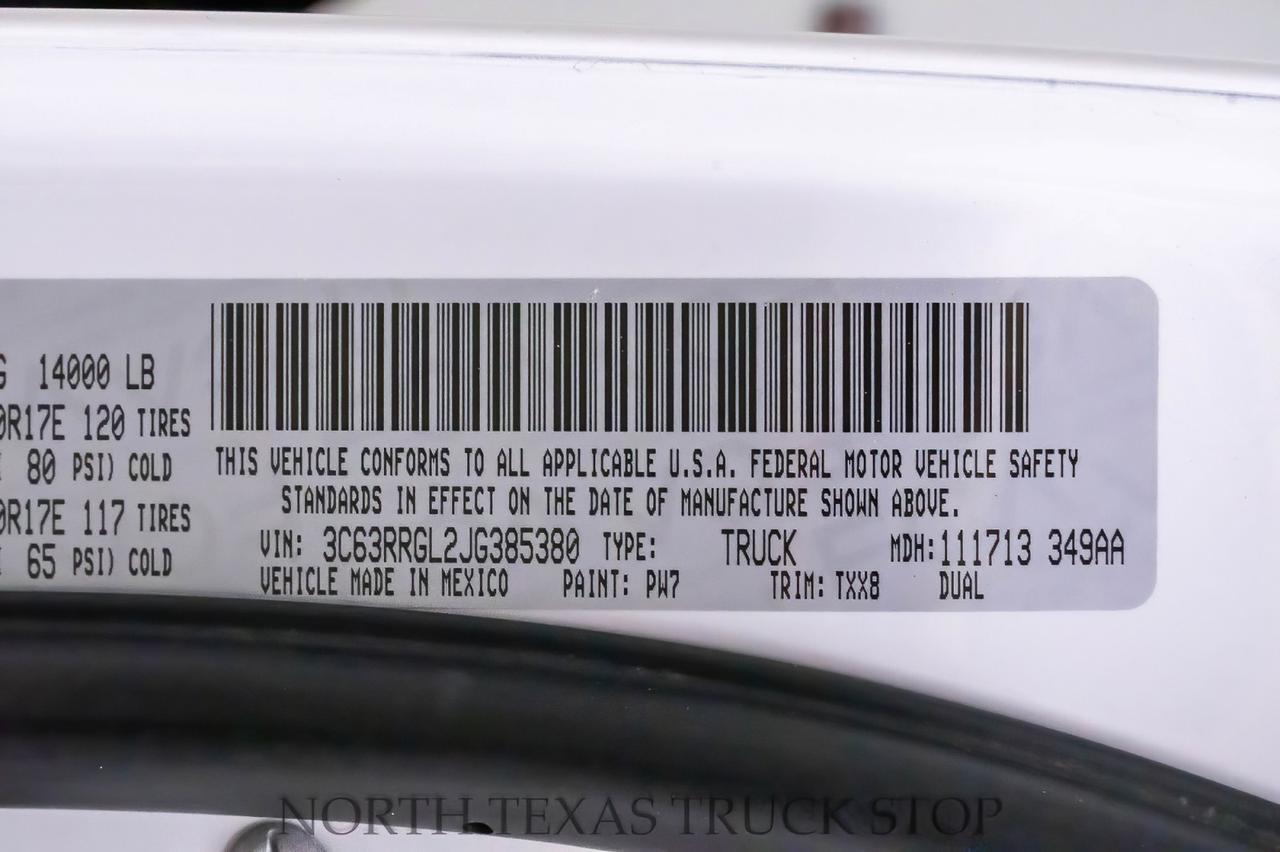 G 14000 LB
0R17E 120 TIRES
80 PSI) COLD
0R17E 117 TIRES
65 PSI) COLD
THIS VEHICLE CONFORMS TO ALL APPLICABLE U.S.A. FEDERAL MOTOR VEHICLE SAFETY
STANDARDS IN EFFECT ON THE DATE OF MANUFACTURE SHOWN ABOVE.
VIN: 3C63RRGL2JG385380 TYPE: TRUCK MDH:111713 349AA
VEHICLE MADE IN MEXICO PAINT: PW7 TRIM: TXX8 DUAL
NORTH TEXAS TRUCK STOP